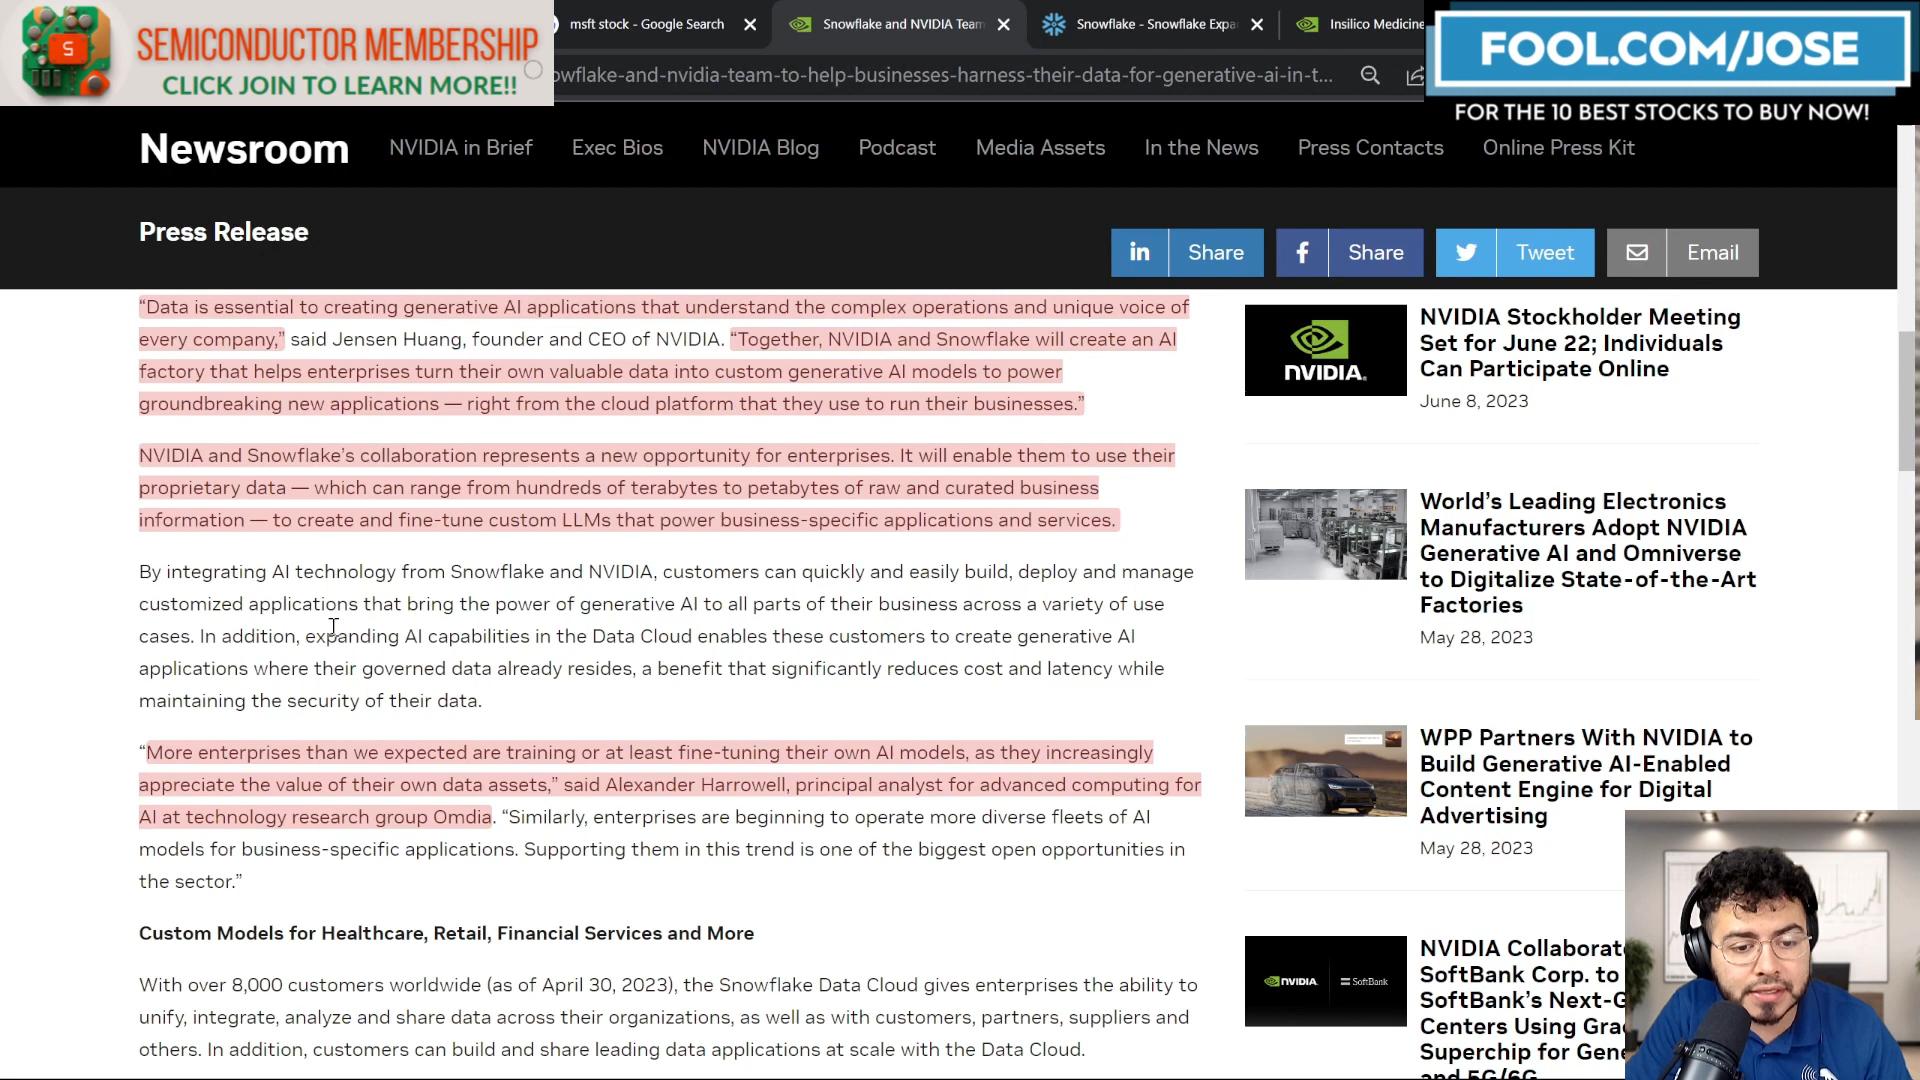 SEMICONDUCTOR MEMBERSHIP
CLICK JOIN TO LEARN MORE!!
S
msft stock - Google Search
Snowflake and NVIDIA Team
Snowflake - Snowflake Expa
Insilico Medicine
owflake-and-nvidia-team-to-help-businesses-harness-their-data-for-generative-ai-in-t...
FOOL.COM/JOSE
FOR THE 10 BEST STOCKS TO BUY NOW!
Newsroom
NVIDIA in Brief
Exec Bios
NVIDIA Blog
Podcast
Media Assets
In the News
Press Contacts
Online Press Kit
Press Release
in Share
f Share
Tweet
Email
“Data is essential to creating generative AI applications that understand the complex operations and unique voice of
every company,” said Jensen Huang, founder and CEO of NVIDIA. “Together, NVIDIA and Snowflake will create an AI
factory that helps enterprises turn their own valuable data into custom generative AI models to power
groundbreaking new applications — right from the cloud platform that they use to run their businesses.”
NVIDIA and Snowflake’s collaboration represents a new opportunity for enterprises. It will enable them to use their
proprietary data — which can range from hundreds of terabytes to petabytes of raw and curated business
information — to create and fine-tune custom LLMs that power business-specific applications and services.
By integrating AI technology from Snowflake and NVIDIA, customers can quickly and easily build, deploy and manage
customized applications that bring the power of generative AI to all parts of their business across a variety of use
cases. In addition, expanding AI capabilities in the Data Cloud enables these customers to create generative AI
applications where their governed data already resides, a benefit that significantly reduces cost and latency while
maintaining the security of their data.
“More enterprises than we expected are training or at least fine-tuning their own AI models, as they increasingly
appreciate the value of their own data assets,” said Alexander Harrowell, principal analyst for advanced computing for
AI at technology research group Omdia. “Similarly, enterprises are beginning to operate more diverse fleets of AI
models for business-specific applications. Supporting them in this trend is one of the biggest open opportunities in
the sector.”
Custom Models for Healthcare, Retail, Financial Services and More
With over 8,000 customers worldwide (as of April 30, 2023), the Snowflake Data Cloud gives enterprises the ability to
unify, integrate, analyze and share data across their organizations, as well as with customers, partners, suppliers and
others. In addition, customers can build and share leading data applications at scale with the Data Cloud.
NVIDIA.
NVIDIA Stockholder Meeting
Set for June 22; Individuals
Can Participate Online
June 8, 2023
World’s Leading Electronics
Manufacturers Adopt NVIDIA
Generative AI and Omniverse
to Digitalize State-of-the-Art
Factories
May 28, 2023
WPP Partners With NVIDIA to
Build Generative AI-Enabled
Content Engine for Digital
Advertising
May 28, 2023
NVIDIA.
SoftBank
NVIDIA Collaborat
SoftBank Corp. to
SoftBank’s Next-G
Centers Using Gra
Superchip for Gene
and 5G/6G